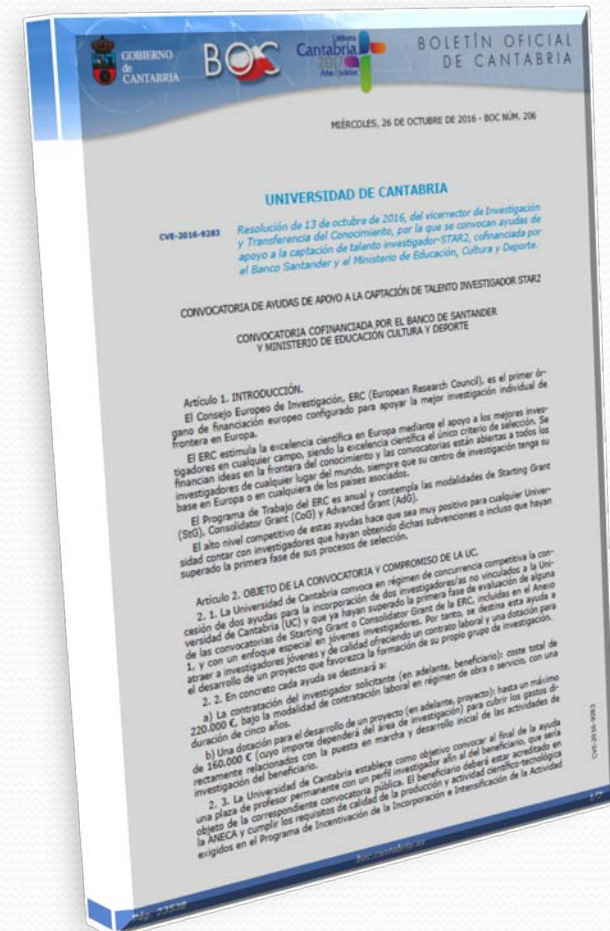 GOBIERNO
de
CANTABRIA
BOC
Liébana
Cantabria
2017
Año Jubilar
BOLETÍN OFICIAL
DE CANTABRIA
MIÉRCOLES, 26 DE OCTUBRE DE 2016 - BOC NÚM. 206
UNIVERSIDAD DE CANTABRIA
CVE-2016-9283 Resolución de 13 de octubre de 2016, del vicerrector de Investigación
y Transferencia del Conocimiento, por la que se convocan ayudas de
apoyo a la captación de talento investigador-STAR2, cofinanciada por
el Banco Santander y el Ministerio de Educación, Cultura y Deporte.
CONVOCATORIA DE AYUDAS DE APOYO A LA CAPTACIÓN DE TALENTO INVESTIGADOR STAR2
CONVOCATORIA COFINANCIADA POR EL BANCO DE SANTANDER
Y MINISTERIO DE EDUCACIÓN CULTURA Y DEPORTE
Artículo 1. INTRODUCCIÓN.
El Consejo Europeo de Investigación, ERC (European Research Council), es el primer ór-
gano de financiación europeo configurado para apoyar la mejor investigación individual de
frontera en Europa.
El ERC estimula la excelencia científica en Europa mediante el apoyo a los mejores inves-
tigadores en cualquier campo, siendo la excelencia científica el único criterio de selección. Se
financian ideas en la frontera del conocimiento y las convocatorias están abiertas a todos los
investigadores de cualquier lugar del mundo, siempre que su centro de investigación tenga su
base en Europa o en cualquiera de los países asociados.
El Programa de Trabajo del ERC es anual y contempla las modalidades de Starting Grant
(StG), Consolidator Grant (CoG) y Advanced Grant (AdG).
El alto nivel competitivo de estas ayudas hace que sea muy positivo para cualquier Univer-
sidad contar con investigadores que hayan obtenido dichas subvenciones o incluso que hayan
superado la primera fase de sus procesos de selección.
Artículo 2. OBJETO DE LA CONVOCATORIA Y COMPROMISO DE LA UC.
2. 1. La Universidad de Cantabria convoca en régimen de concurrencia competitiva la con-
cesión de dos ayudas para la incorporación de dos investigadores/as no vinculados a la Uni-
versidad de Cantabria (UC) y que ya hayan superado la primera fase de evaluación de alguna
de las convocatorias de Starting Grant o Consolidator Grant de la ERC, incluidas en el Anexo
1, y con un enfoque especial en jóvenes investigadores. Por tanto, se destina esta ayuda a
atraer a investigadores jóvenes y de calidad ofreciendo un contrato laboral y una dotación para
el desarrollo de un proyecto que favorezca la formación de su propio grupo de investigación.
2. 2. En concreto cada ayuda se destinará a:
a) La contratación del investigador solicitante (en adelante, beneficiario): coste total de
220.000 €, bajo la modalidad de contratación laboral en régimen de obra o servicio, con una
duración de cinco años.
b) Una dotación para el desarrollo de un proyecto (en adelante, proyecto): hasta un máximo
de 160.000 € (cuyo importe dependerá del área de investigación) para cubrir los gastos di-
rectamente relacionados con la puesta en marcha y desarrollo inicial de las actividades de
investigación del beneficiario.
2. 3. La Universidad de Cantabria establece como objetivo convocar al final de la ayuda
una plaza de profesor permanente con un perfil investigador afín al del beneficiario, que sería
objeto de la correspondiente convocatoria pública. El beneficiario deberá estar acreditado en
la ANECA y cumplir los requisitos de calidad de la producción y actividad científico-tecnológica
exigidos en el Programa de Incentivación de la Incorporación e Intensificación de la Actividad
CVE-2016-9283
Pág. 23538
boc.cantabria.es
1/7